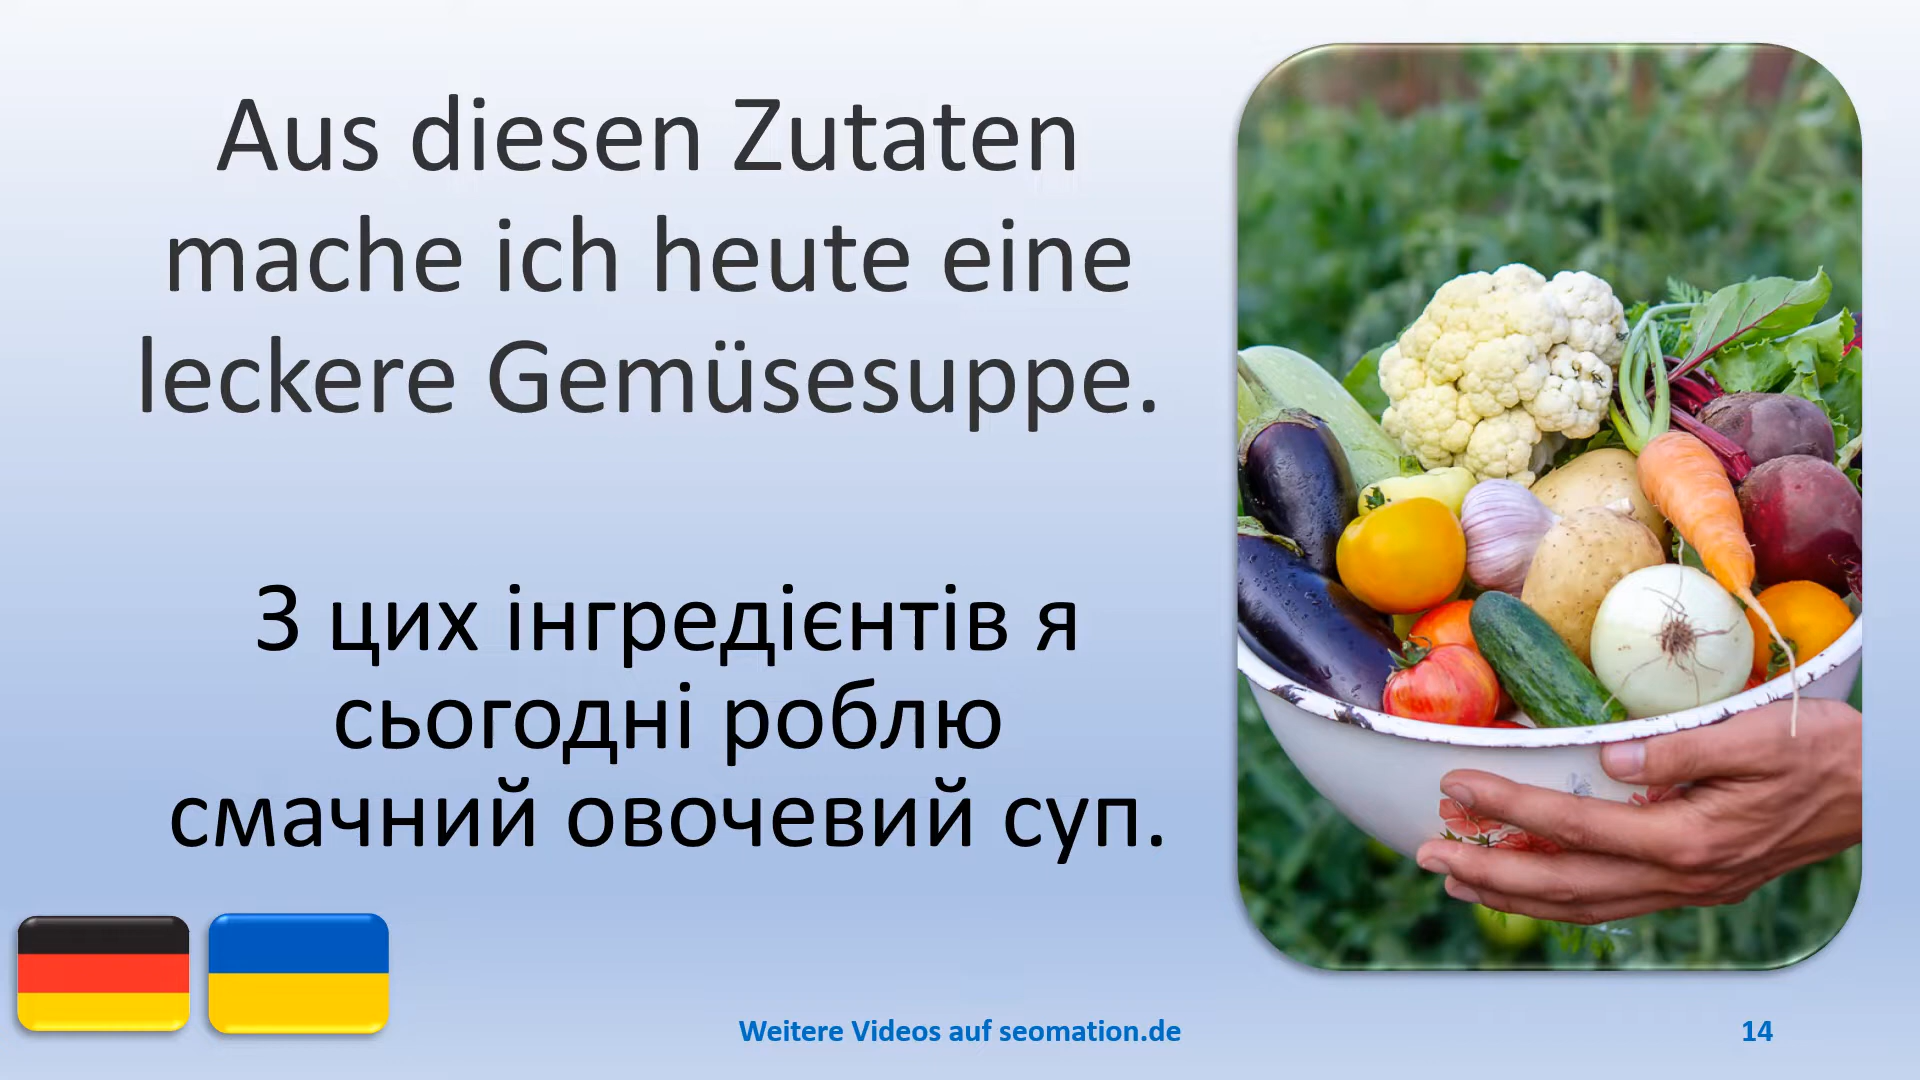 Aus diesen Zutaten
mache ich heute eine
leckere Gemüsesuppe.
З цих інгредієнтів я
сьогодні роблю
смачний овочевий суп.
Weitere Videos auf seomation.de
14